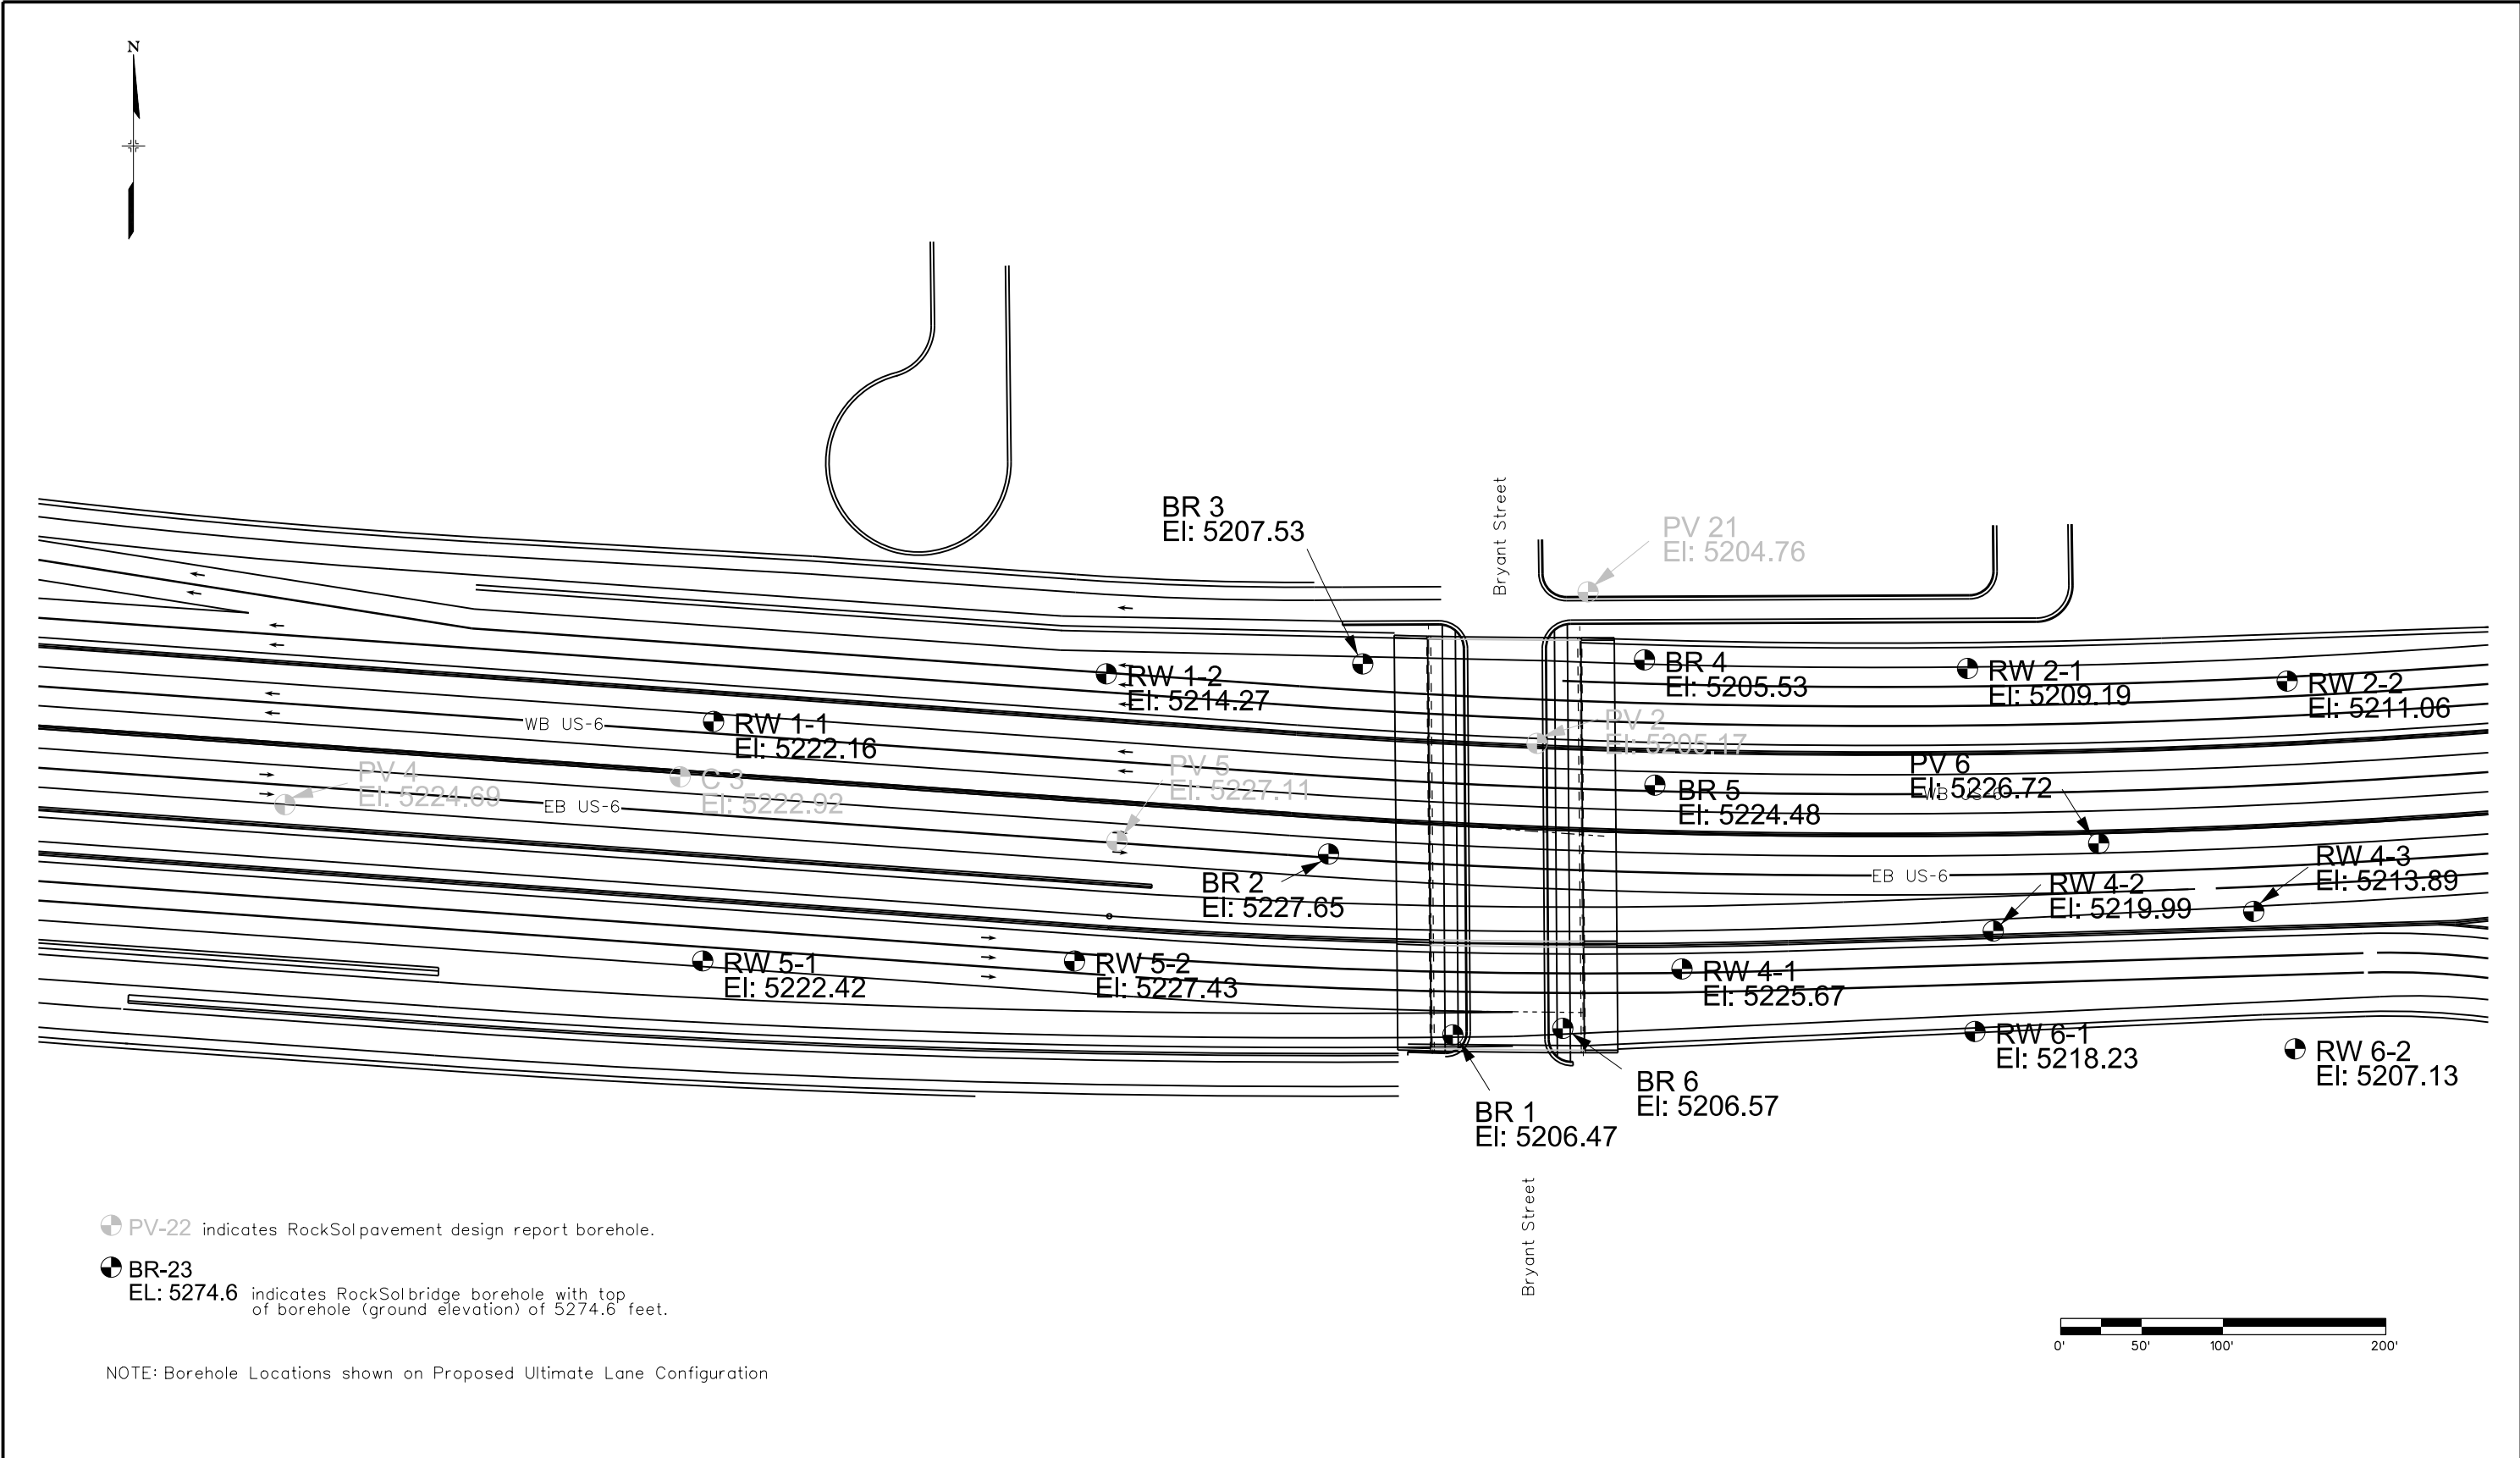 N
BR 3
El: 5207.53
Bryant Street
PV 21
El: 5204.76
RW 1-2
El: 5214.27
BR 4
El: 5205.53
RW 2-1
El: 5209.19
RW 2-2
El: 5211.06
WB US-6
RW 1-1
El: 5222.16
PV 2
El: 5205.17
PV 4
El: 5224.69
C 3
El: 5222.92
PV 5
El: 5227.11
BR 5
El: 5224.48
PV 6
El: 5226.72
WB US-6
EB US-6
BR 2
El: 5227.65
EB US-6
RW 4-2
El: 5219.99
RW 4-3
El: 5213.89
RW 5-1
El: 5222.42
RW 5-2
El: 5227.43
RW 4-1
El: 5225.67
RW 6-1
El: 5218.23
RW 6-2
El: 5207.13
BR 6
El: 5206.57
BR 1
El: 5206.47
Bryant Street
PV-22 indicates RockSol pavement design report borehole.
BR-23
EL: 5274.6 indicates RockSol bridge borehole with top
of borehole (ground elevation) of 5274.6 feet.
0' 50' 100' 200'
NOTE: Borehole Locations shown on Proposed Ultimate Lane Configuration